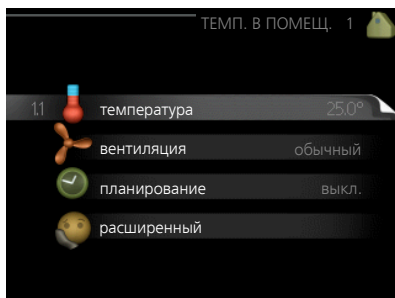 ТЕМП. В ПОМЕЩ. 1
1.1 температура 25.0°
вентиляция обычный
планирование выкл.
расширенный